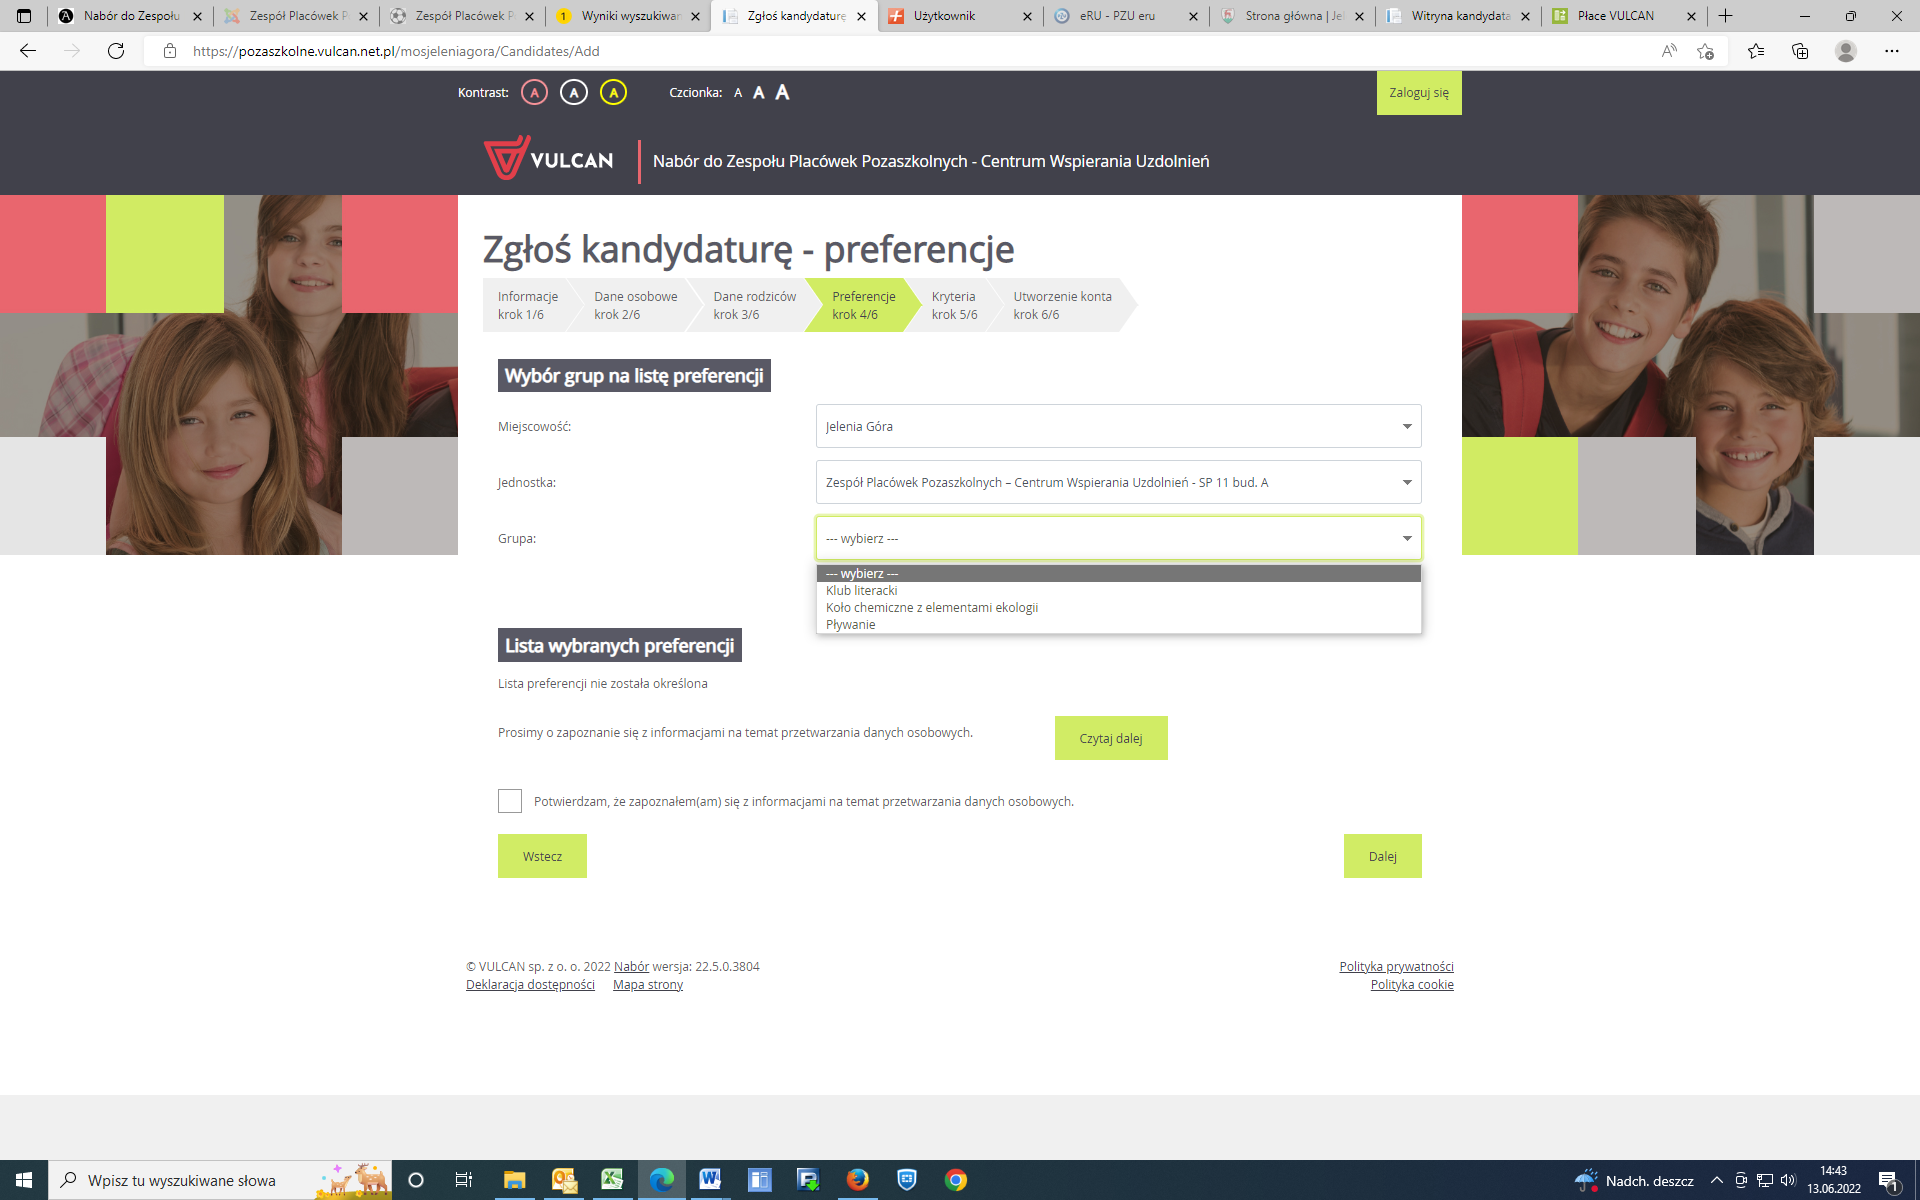 Nabór do Zespołu
Zespół Placówek P
Zespół Placówek P
1 Wyniki wyszukiwan
Zgłoś kandydaturę
Użytkownik
eRU - PZU eru
Strona główna | Jel
Witryna kandydata
Płace VULCAN
https://pozaszkolne.vulcan.net.pl/mosjeleniagora/Candidates/Add
Kontrast: A A A Czcionka: A A A
Zaloguj się
VULCAN
Nabór do Zespołu Placówek Pozaszkolnych - Centrum Wspierania Uzdolnień
Zgłoś kandydaturę - preferencje
Informacje
krok 1/6
Dane osobowe
krok 2/6
Dane rodziców
krok 3/6
Preferencje
krok 4/6
Kryteria
krok 5/6
Utworzenie konta
krok 6/6
Wybór grup na listę preferencji
Miejscowość: Jelenia Góra
Jednostka: Zespół Placówek Pozaszkolnych – Centrum Wspierania Uzdolnień - SP 11 bud. A
Grupa: --- wybierz ---
--- wybierz ---
Klub literacki
Koło chemiczne z elementami ekologii
Pływanie
Lista wybranych preferencji
Lista preferencji nie została określona
Prosimy o zapoznanie się z informacjami na temat przetwarzania danych osobowych. Czytaj dalej
Potwierdzam, że zapoznałem(am) się z informacjami na temat przetwarzania danych osobowych.
Wstecz Dalej
© VULCAN sp. z o. o. 2022 Nabór wersja: 22.5.0.3804
Deklaracja dostępności Mapa strony
Polityka prywatności
Polityka cookie
Wpisz tu wyszukiwane słowa
Nadch. deszcz
14:43
13.06.2022
1